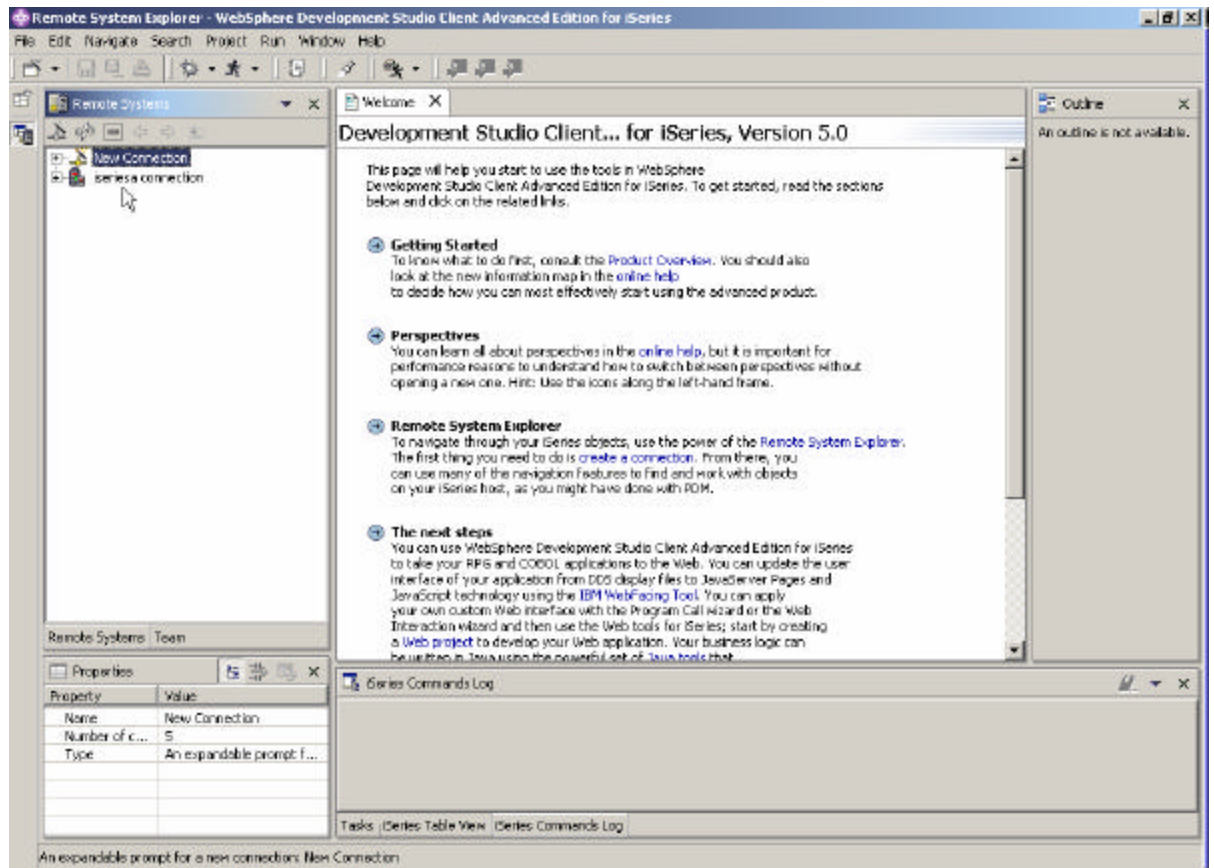 Remote System Explorer - WebSphere Development Studio Client Advanced Edition for iSeries
File Edit Navigate Search Project Run Window Help
Remote Systems
New Connection
iseriesa connection
Remote Systems Team
Welcome
Development Studio Client... for iSeries, Version 5.0
This page will help you start to use the tools in WebSphere
Development Studio Client Advanced Edition for iSeries. To get started, read the sections
below and click on the related links.
Getting Started
To know what to do first, consult the Product Overview. You should also
look at the new information map in the online help
to decide how you can most effectively start using the advanced product.
Perspectives
You can learn all about perspectives in the online help, but it is important for
performance reasons to understand how to switch between perspectives without
opening a new one. Hint: Use the icons along the left-hand frame.
Remote System Explorer
To navigate through your iSeries objects, use the power of the Remote System Explorer.
The first thing you need to do is create a connection. From there, you
can use many of the navigation features to find and work with objects
on your iSeries host, as you might have done with PDM.
The next steps
You can use WebSphere Development Studio Client Advanced Edition for iSeries
to take your RPG and COBOL applications to the Web. You can update the user
interface of your application from DDS display files to JavaServer Pages and
JavaScript technology using the IBM WebFacing Tool. You can apply
your own custom Web interface with the Program Call wizard or the Web
Interaction wizard and then use the Web tools for iSeries; start by creating
a Web project to develop your Web application. Your business logic can
be written in Java using the powerful set of Java tools that
Outline
An outline is not available.
Properties
Property Value
Name New Connection
Number of c... 5
Type An expandable prompt f...
iSeries Commands Log
Tasks iSeries Table View iSeries Commands Log
An expandable prompt for a new connection: New Connection